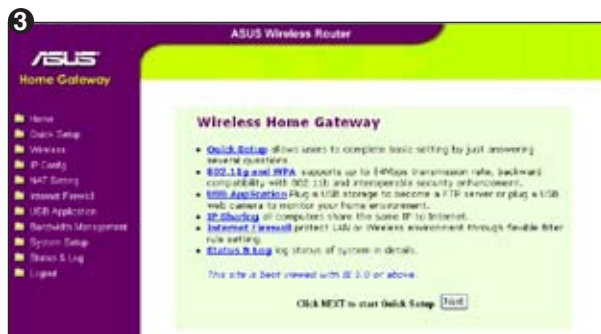 3
ASUS Wireless Router
ASUS
Home Gateway
Home
Quick Setup
Wireless
IP Config
NAT Setting
Internet Firewall
USB Application
Bandwidth Management
System Setup
Status & Log
Logout
Wireless Home Gateway
Quick Setup allows users to complete basic setting by just answering
several questions.
802.11g and WPA supports up to 54Mbps transmission rate, backward
compatibility with 802.11b and interoperable security enhancement.
USB Application Plug a USB storage to become a FTP server or plug a USB
web camera to monitor your home environment.
IP Sharing all computers share the same IP to Internet.
Internet Firewall protect LAN or Wireless environment through flexible filter
rule setting.
Status & Log log status of system in details.
This site is best viewed with IE 5.0 or above.
Click NEXT to start Quick Setup Next